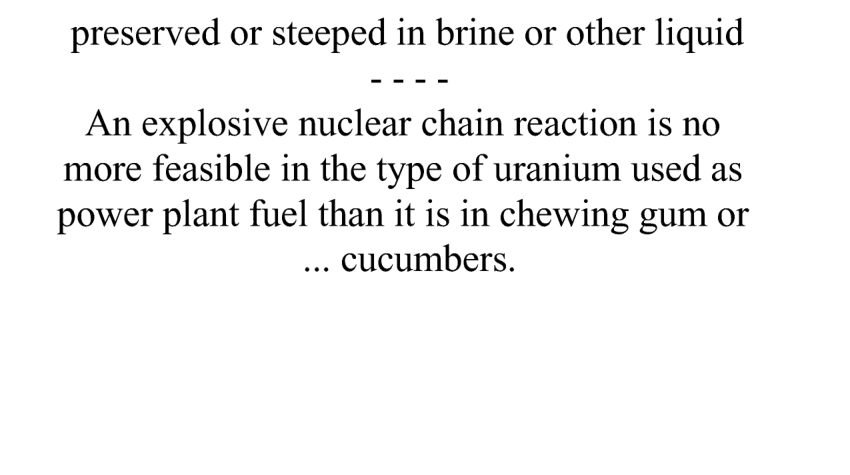 preserved or steeped in brine or other liquid
- - - -
An explosive nuclear chain reaction is no
more feasible in the type of uranium used as
power plant fuel than it is in chewing gum or
... cucumbers.